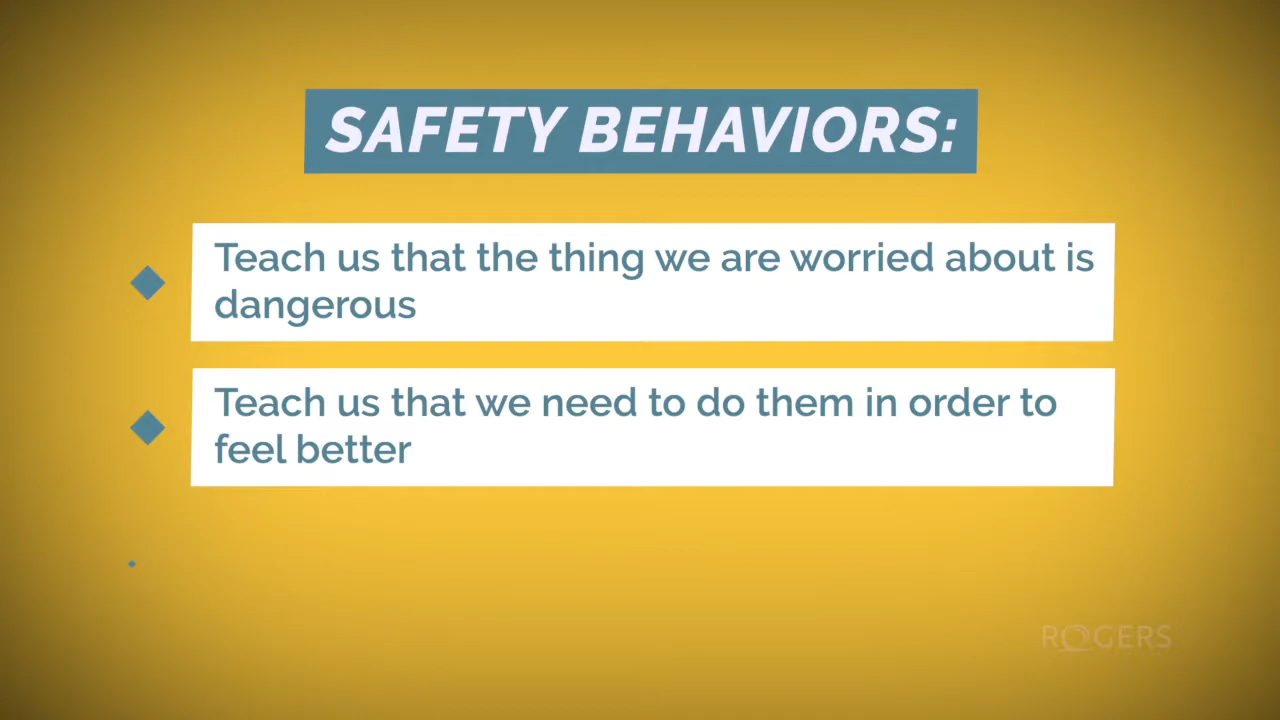 SAFETY BEHAVIORS:
Teach us that the thing we are worried about is
dangerous
Teach us that we need to do them in order to
feel better
ROGERS